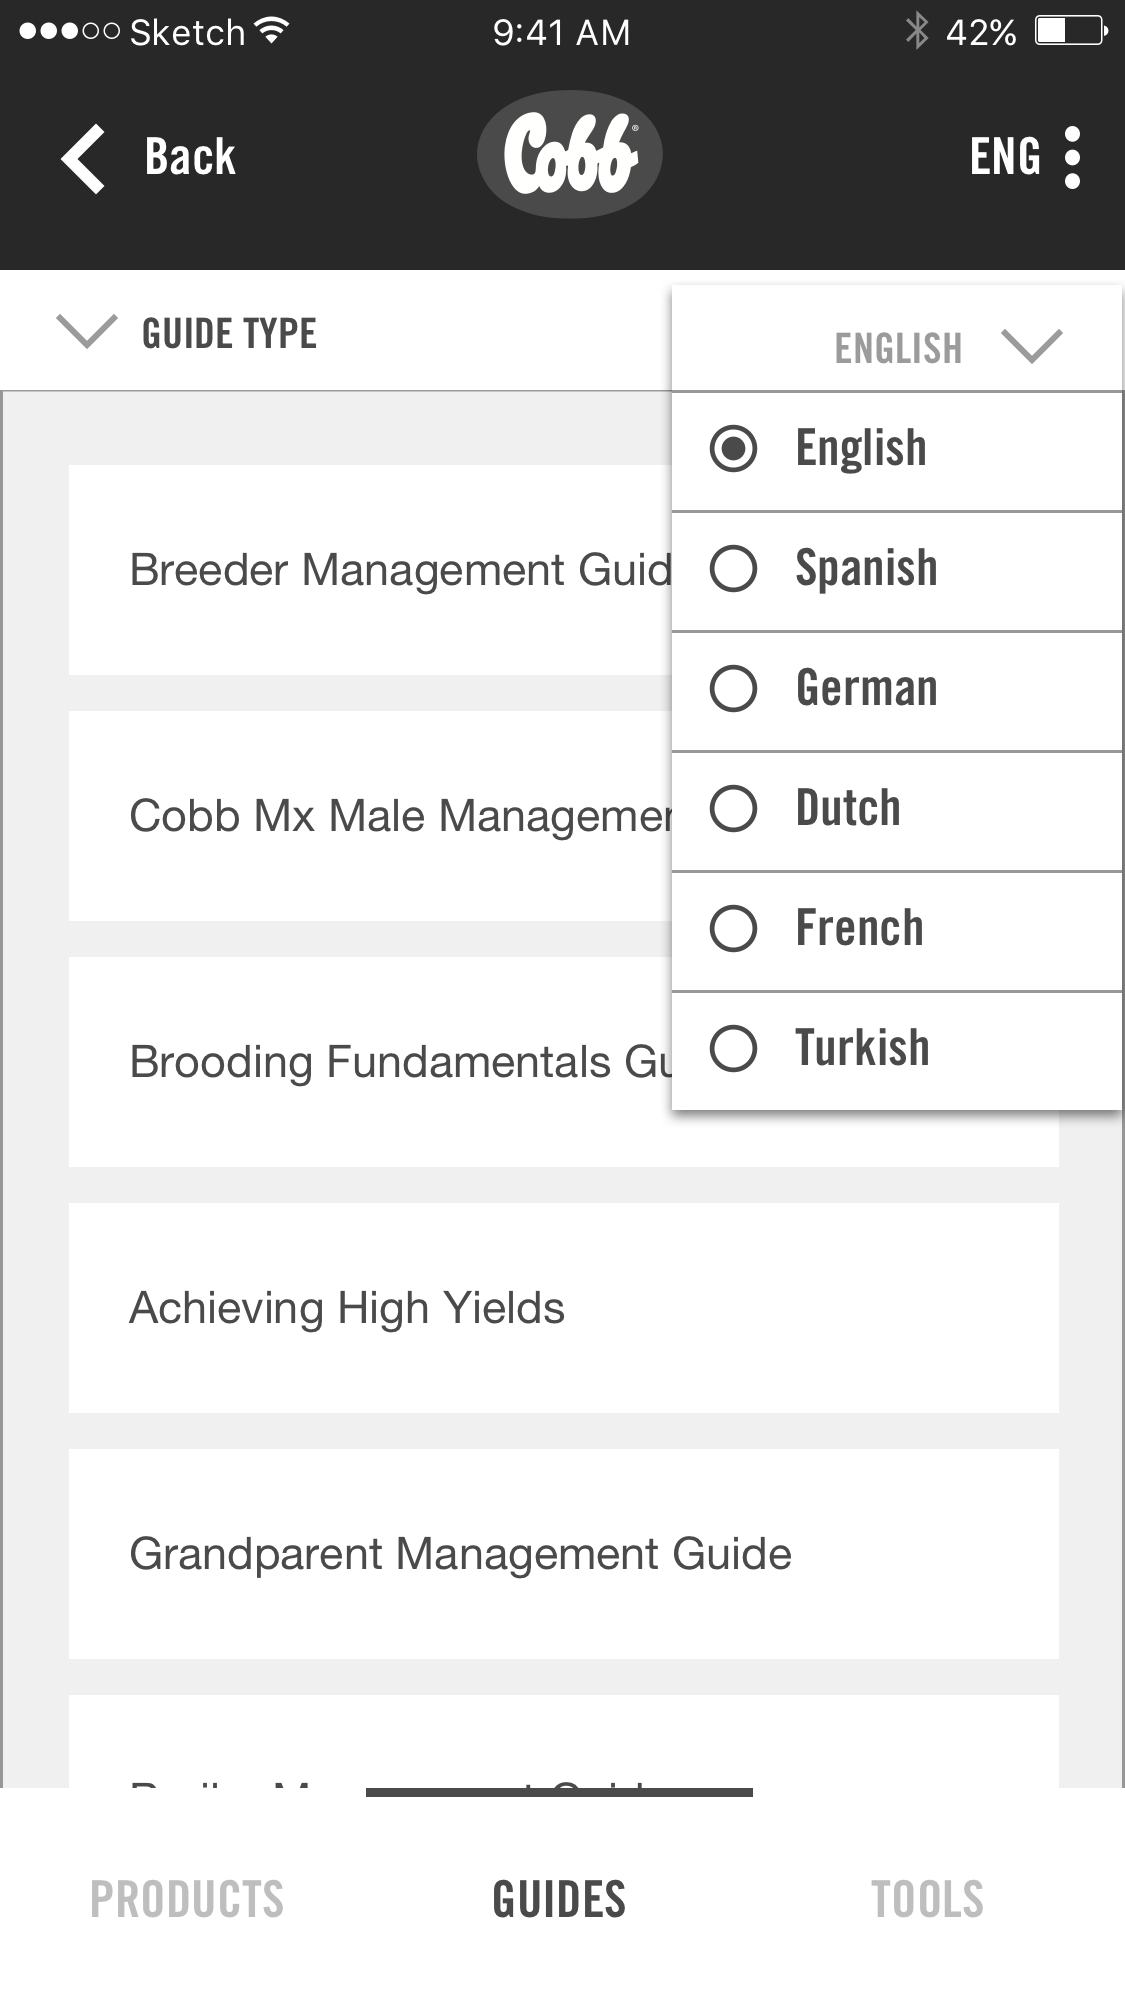 Sketch 9:41 AM 42%
Back Cobb® ENG
GUIDE TYPE
ENGLISH
English
Spanish
German
Dutch
French
Turkish
Breeder Management Guid
Cobb Mx Male Managemen
Brooding Fundamentals Gu
Achieving High Yields
Grandparent Management Guide
PRODUCTS GUIDES TOOLS